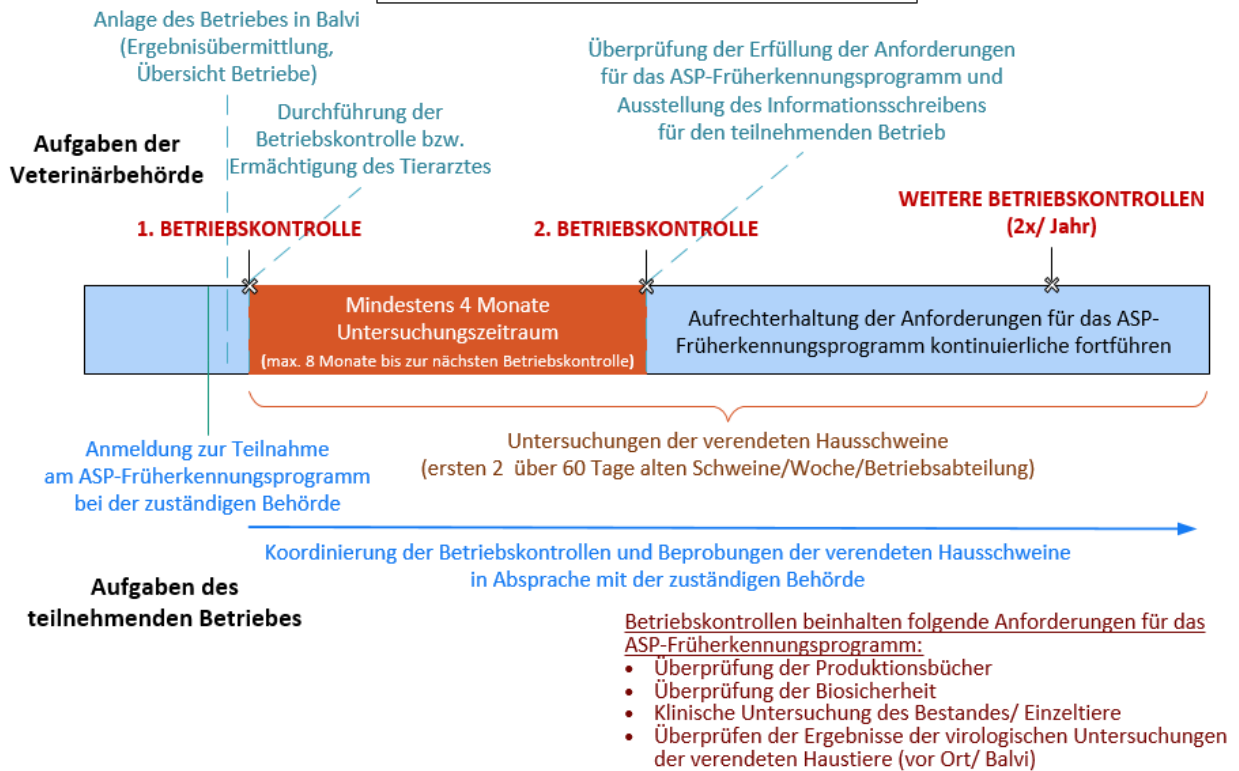 Anlage des Betriebes in Balvi
(Ergebnisübermittlung,
Übersicht Betriebe)
Überprüfung der Erfüllung der Anforderungen
für das ASP-Früherkennungsprogramm und
Ausstellung des Informationsschreibens
für den teilnehmenden Betrieb
Durchführung der
Betriebskontrolle bzw.
Ermächtigung des Tierarztes
Aufgaben der
Veterinärbehörde
1. BETRIEBSKONTROLLE
2. BETRIEBSKONTROLLE
WEITERE BETRIEBSKONTROLLEN
(2x/ Jahr)
Mindestens 4 Monate
Untersuchungszeitraum
(max. 8 Monate bis zur nächsten Betriebskontrolle)
Aufrechterhaltung der Anforderungen für das ASP-
Früherkennungsprogramm kontinuierliche fortführen
Anmeldung zur Teilnahme
am ASP-Früherkennungsprogramm
bei der zuständigen Behörde
Untersuchungen der verendeten Hausschweine
(ersten 2 über 60 Tage alten Schweine/Woche/Betriebsabteilung)
Koordinierung der Betriebskontrollen und Beprobungen der verendeten Hausschweine
in Absprache mit der zuständigen Behörde
Aufgaben des
teilnehmenden Betriebes
Betriebskontrollen beinhalten folgende Anforderungen für das
ASP-Früherkennungsprogramm:
• Überprüfung der Produktionsbücher
• Überprüfung der Biosicherheit
• Klinische Untersuchung des Bestandes/ Einzeltiere
• Überprüfen der Ergebnisse der virologischen Untersuchungen
der verendeten Haustiere (vor Ort/ Balvi)